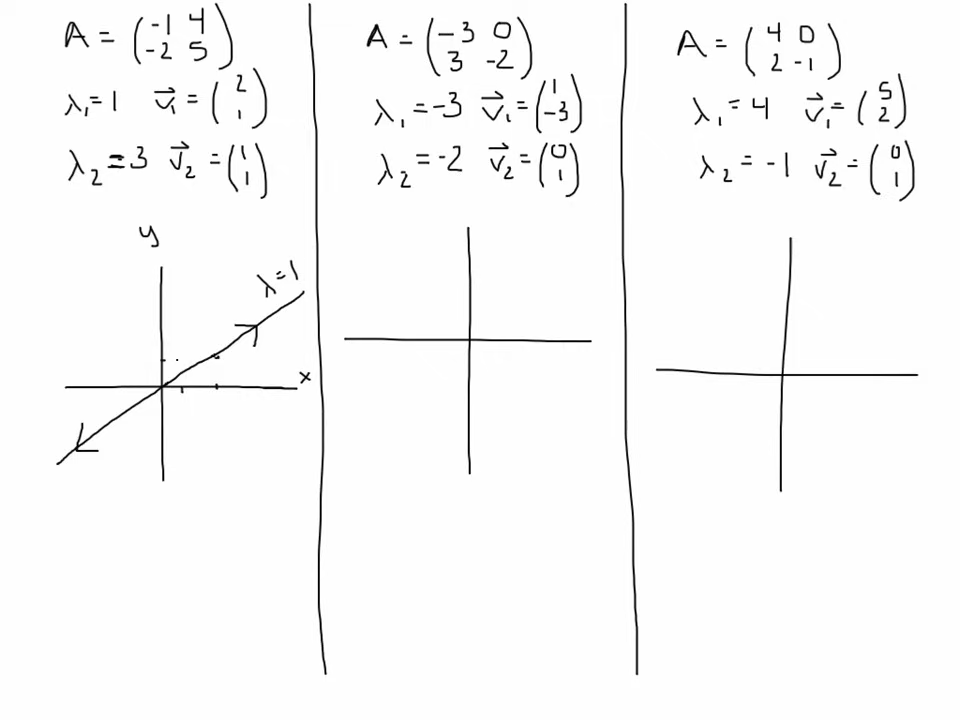 A = (-1 4
-2 5)
λ₁=1 v⃗₁ = (2
1)
λ₂ = 3 v⃗₂ = (1
1)
y
λ=1
x
A = (-3 0
3 -2)
λ₁ = -3 v⃗₁ = (1
-3)
λ₂ = -2 v⃗₂ = (0
1)
A = (4 0
2 -1)
λ₁ = 4 v⃗₁ = (5
2)
λ₂ = -1 v⃗₂ = (0
1)